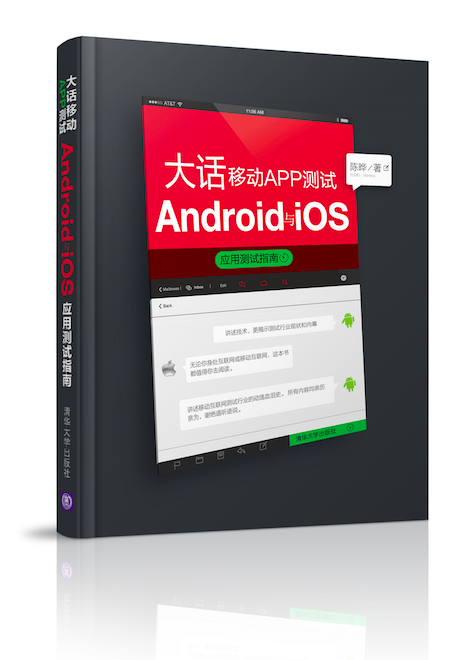 大话移动
APP测试
Android与iOS
应用测试指南
清华大学出版社
AT&T
11:08 AM
大话移动APP测试
陈晔／著
Android与iOS
应用测试指南
Mailboxes
Inbox
Edit
Back
讲述技术，更揭示测试行业现状和内幕
无论你身处互联网或移动互联网，这本书
都值得你去阅读。
讲述移动互联网测试行业的动荡血泪史。所有内容均亲历
亲为，谢绝道听途说。
清华大学出版社